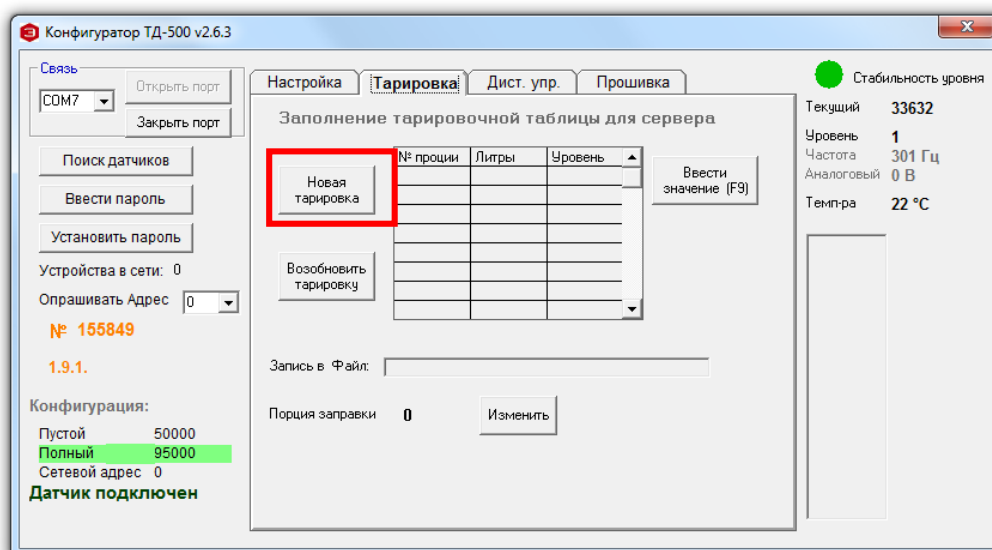 Конфигуратор ТД-500 v2.6.3
Связь
COM7
Открыть порт
Закрыть порт
Поиск датчиков
Ввести пароль
Установить пароль
Устройства в сети: 0
Опрашивать Адрес 0
№ 155849
1.9.1.
Конфигурация:
Пустой 50000
Полный 95000
Сетевой адрес 0
Датчик подключен
Настройка Тарировка Дист. упр. Прошивка
Заполнение тарировочной таблицы для сервера
Новая
тарировка
№ проции Литры Уровень
Ввести
значение (F9)
Возобновить
тарировку
Запись в Файл:
Порция заправки 0 Изменить
Стабильность уровня
Текущий 33632
Уровень 1
Частота 301 Гц
Аналоговый 0 В
Темп-ра 22 °C